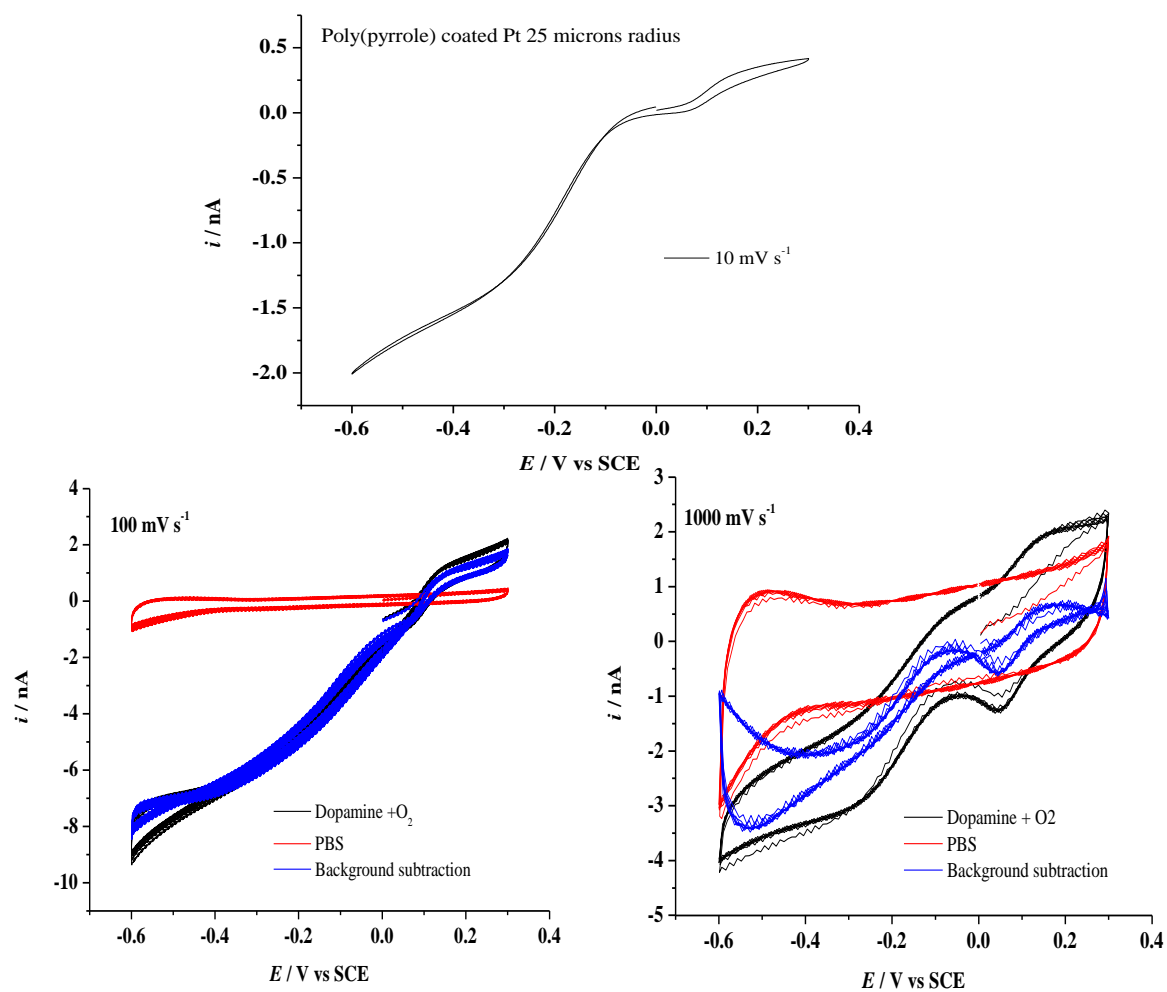 Poly(pyrrole) coated Pt 25 microns radius
0.5
0.0
-0.5
-1.0
-1.5
-2.0
i / nA
10 mV s⁻¹
-0.6 -0.4 -0.2 0.0 0.2 0.4
E / V vs SCE
100 mV s⁻¹
4
2
0
-2
-4
-6
-8
-10
i / nA
Dopamine +O₂
PBS
Background subtraction
-0.6 -0.4 -0.2 0.0 0.2 0.4
E / V vs SCE
1000 mV s⁻¹
3
2
1
0
-1
-2
-3
-4
-5
i / nA
Dopamine + O2
PBS
Background subtraction
-0.6 -0.4 -0.2 0.0 0.2 0.4
E / V vs SCE